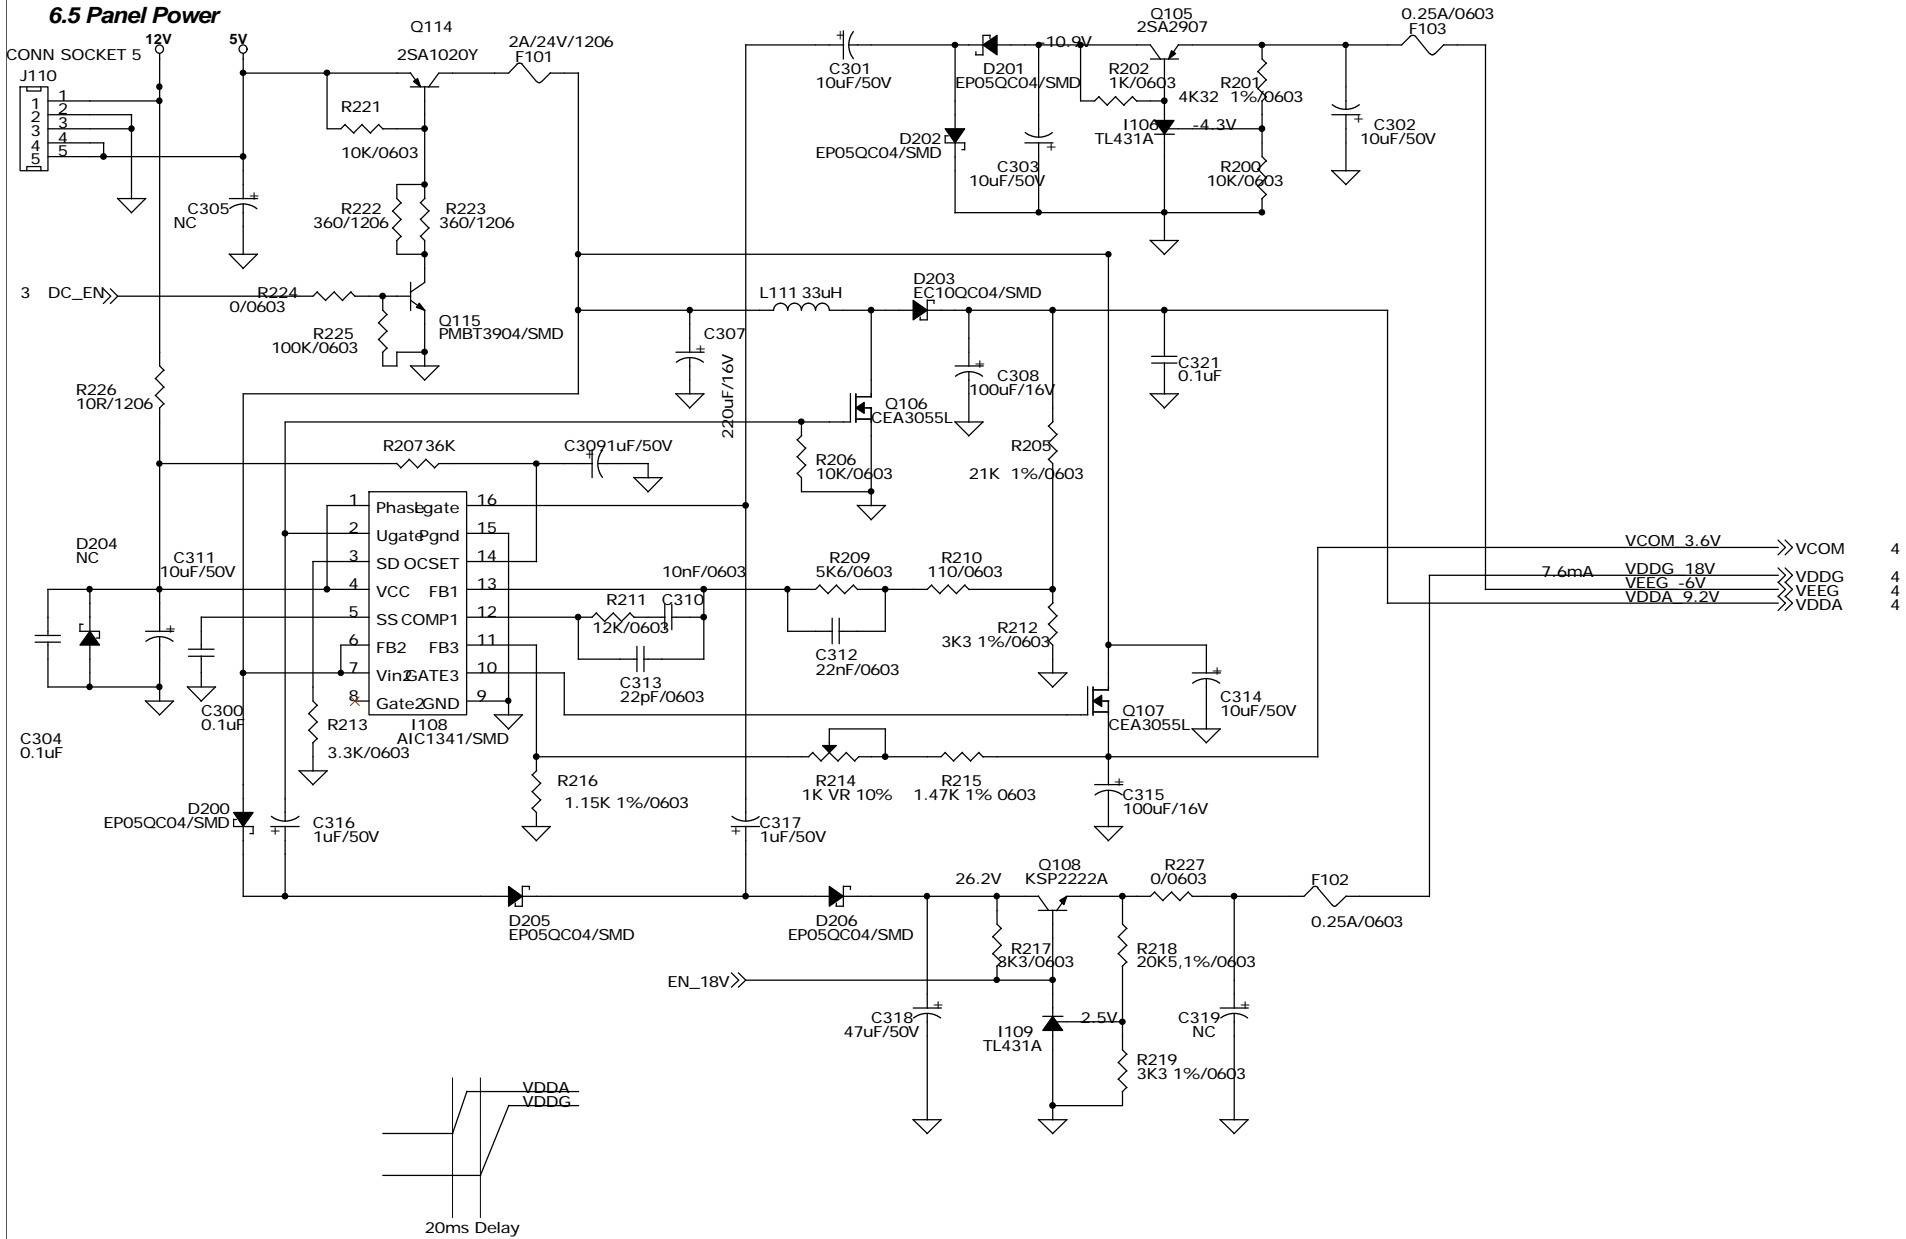 6.5 Panel Power
12V
5V
CONN SOCKET 5
J110
1
2
3
4
5
1
2
3
4
5
Q114
2SA1020Y
2A/24V/1206
F101
R221
10K/0603
C305
NC
R222
360/1206
R223
360/1206
3 DC_EN
R224
0/0603
R225
100K/0603
Q115
PMBT3904/SMD
R226
10R/1206
C301
10uF/50V
D201
EP05QC04/SMD
-10.9V
Q105
2SA2907
R202
1K/0603
4K32
R201
1%/0603
0.25A/0603
F103
D202
EP05QC04/SMD
I106
TL431A
-4.3V
C303
10uF/50V
R200
10K/0603
C302
10uF/50V
L111 33uH
D203
EC10QC04/SMD
C307
220uF/16V
C308
100uF/16V
C321
0.1uF
Q106
CEA3055L
R206
10K/0603
R205
21K 1%/0603
R207 36K
C309 1uF/50V
1
2
3
4
5
6
7
8
Phase
Ugate
SD
VCC
SS
FB2
Vin2
Gate2
Lgate
Pgnd
OCSET
FB1
COMP1
FB3
GATE3
GND
16
15
14
13
12
11
10
9
I108
AIC1341/SMD
D204
NC
C311
10uF/50V
C304
0.1uF
C300
0.1uF
R213
3.3K/0603
10nF/0603
R211
12K/0603
C310
C313
22pF/0603
R209
5K6/0603
R210
110/0603
C312
22nF/0603
R212
3K3 1%/0603
Q107
CEA3055L
C314
10uF/50V
R216
1.15K 1%/0603
R214
1K VR 10%
R215
1.47K 1% 0603
C315
100uF/16V
VCOM_3.6V
VCOM 4
7.6mA
VDDG_18V
VDDG 4
VEEG_-6V
VEEG 4
VDDA_9.2V
VDDA 4
D200
EP05QC04/SMD
C316
1uF/50V
C317
1uF/50V
D205
EP05QC04/SMD
D206
EP05QC04/SMD
26.2V
Q108
KSP2222A
R227
0/0603
F102
0.25A/0603
R217
3K3/0603
R218
20K5,1%/0603
EN_18V
C318
47uF/50V
I109
TL431A
2.5V
C319
NC
R219
3K3 1%/0603
VDDA
VDDG
20ms Delay